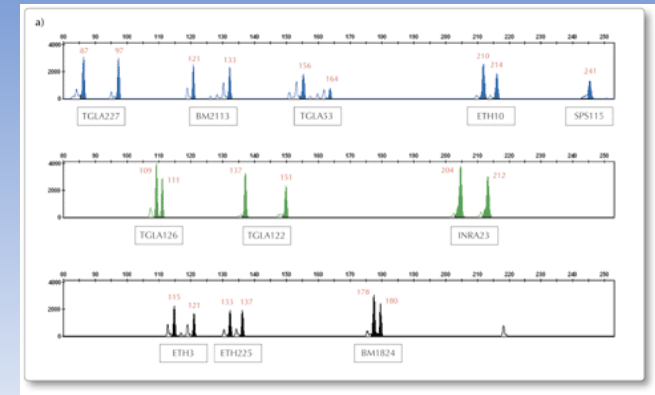 a)
80 90 100 110 120 130 140 150 160 170 180 190 200 210 220 230 240 250
4000
2000
0
87 97 121 133 156 164 210 214 241
TGLA227 BM2113 TGLA53 ETH10 SPS115
80 90 100 110 120 130 140 150 160 170 180 190 200 210 220 230 240 250
4000
2000
0
109 111 137 151 204 212
TGLA126 TGLA122 INRA23
80 90 100 110 120 130 140 150 160 170 180 190 200 210 220 230 240 250
4000
2000
0
115 121 133 137 178 180
ETH3 ETH225 BM1824